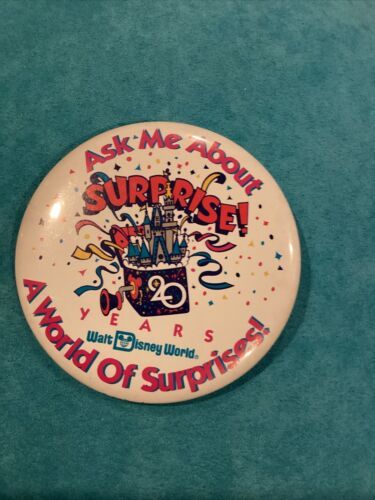 Ask Me About
SURPRISE!
20
YEARS
Walt Disney World®
A World Of Surprises!